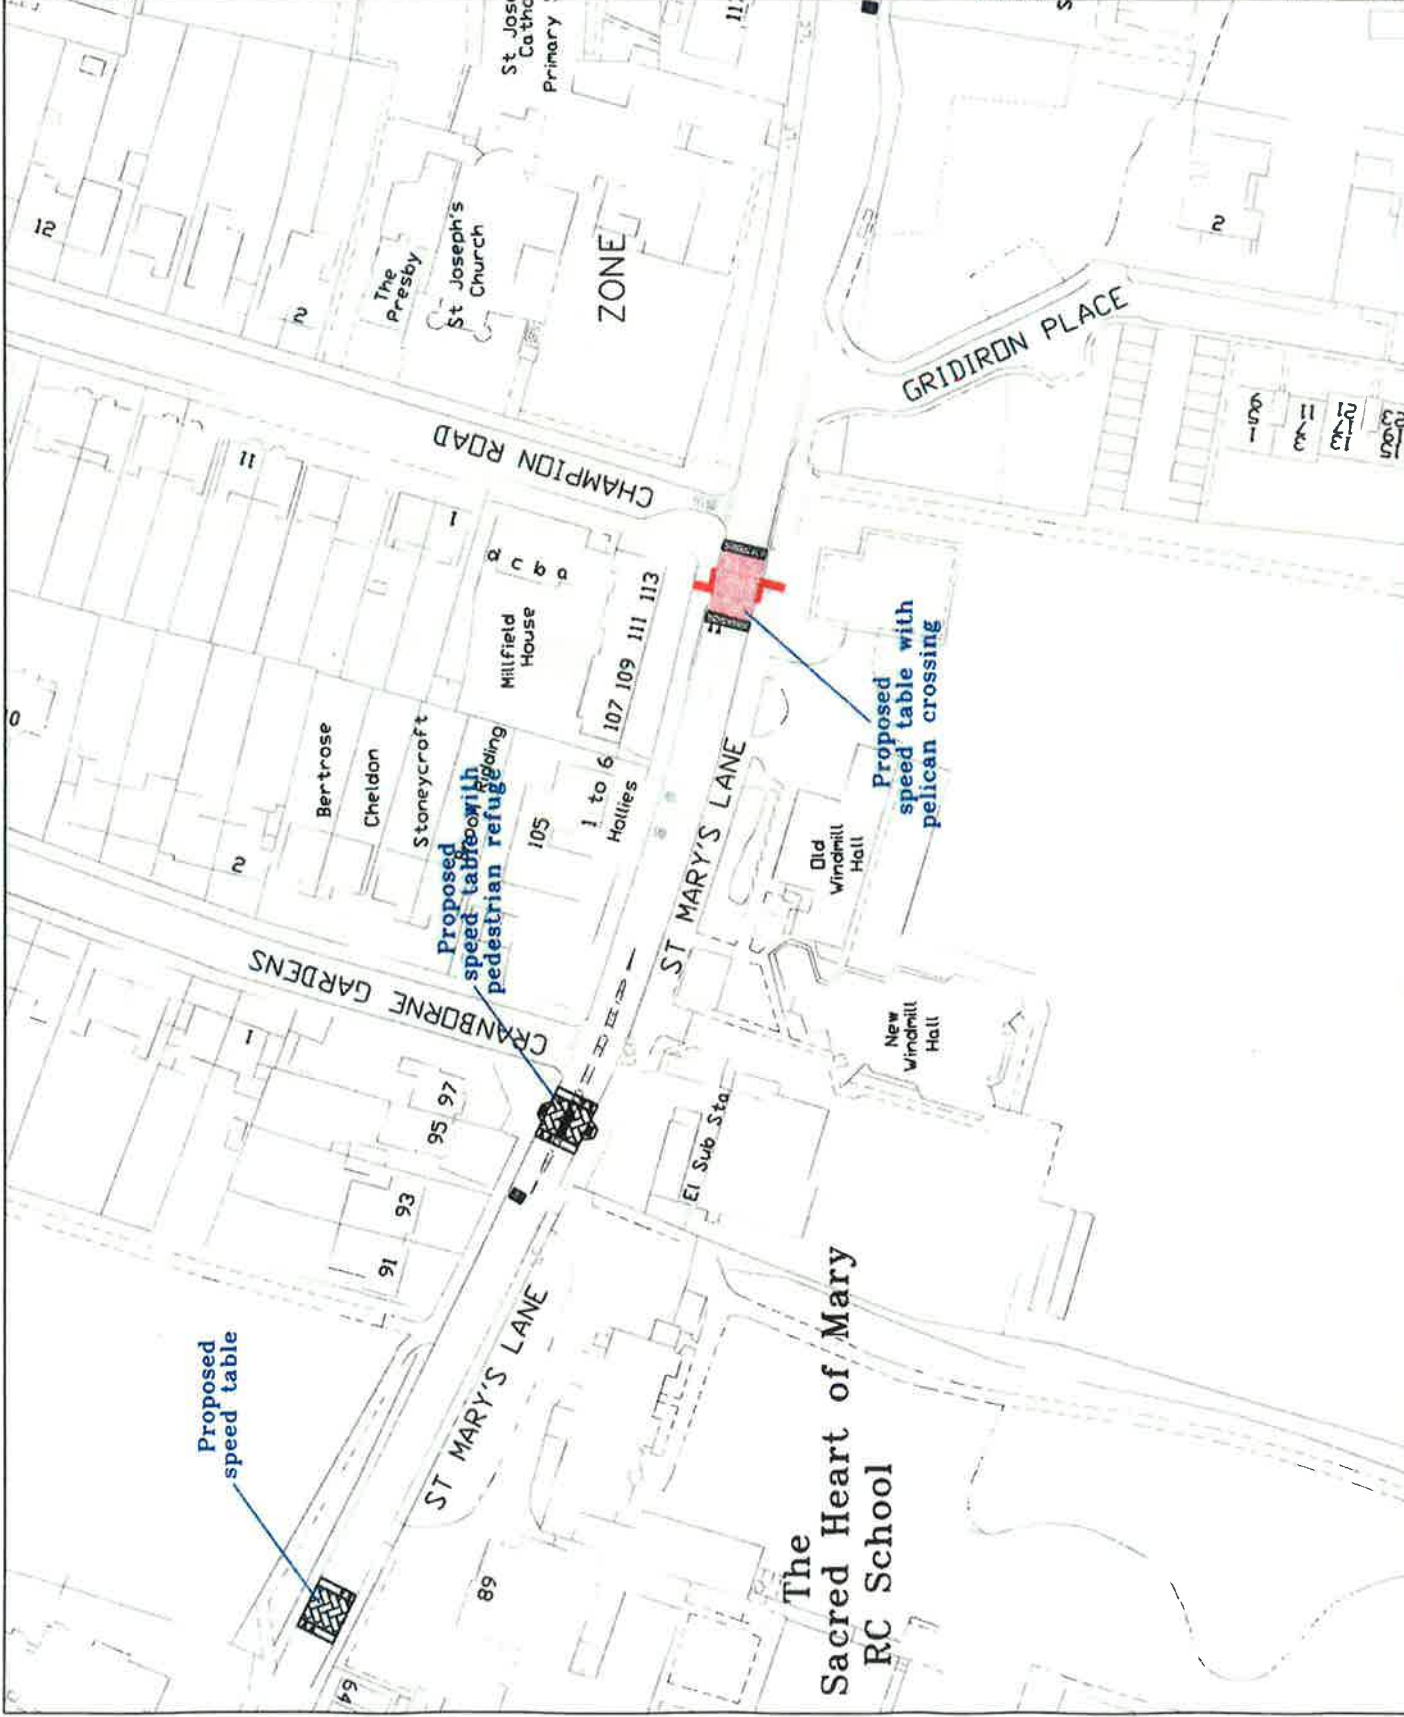 12
2
The
Presby
St Joseph's
Church
St Jos
Catho
Primary
11
ZONE
CHAMPION ROAD
11
1
d c b a
Millfield
House
107 109 111 113
GRIDIRON PLACE
2
Bertrose
Cheldon
Stoneycroft
105
1 to 6
Hollies
2
Proposed
speed table with
pedestrian refuge
CRANBORNE GARDENS
1
95 97
93
91
ST MARY'S LANE
Old
Windmill
Hall
Proposed
speed table with
pelican crossing
New
Windmill
Hall
El Sub Sta
Proposed
speed table
ST MARY'S LANE
89
64
The
Sacred Heart of Mary
RC School